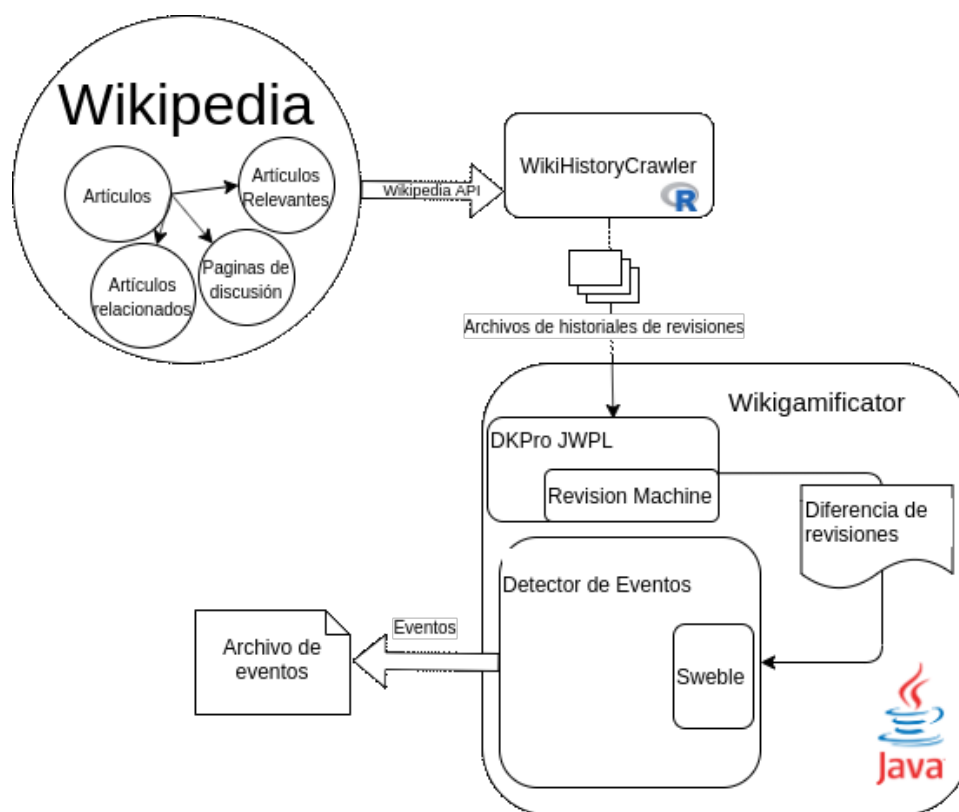 Wikipedia
Artículos
Artículos
Relevantes
Artículos
relacionados
Paginas de
discusión
Wikipedia API
WikiHistoryCrawler
R
Archivos de historiales de revisiones
Wikigamificator
DKPro JWPL
Revision Machine
Diferencia de
revisiones
Detector de Eventos
Sweble
Eventos
Archivo de
eventos
Java